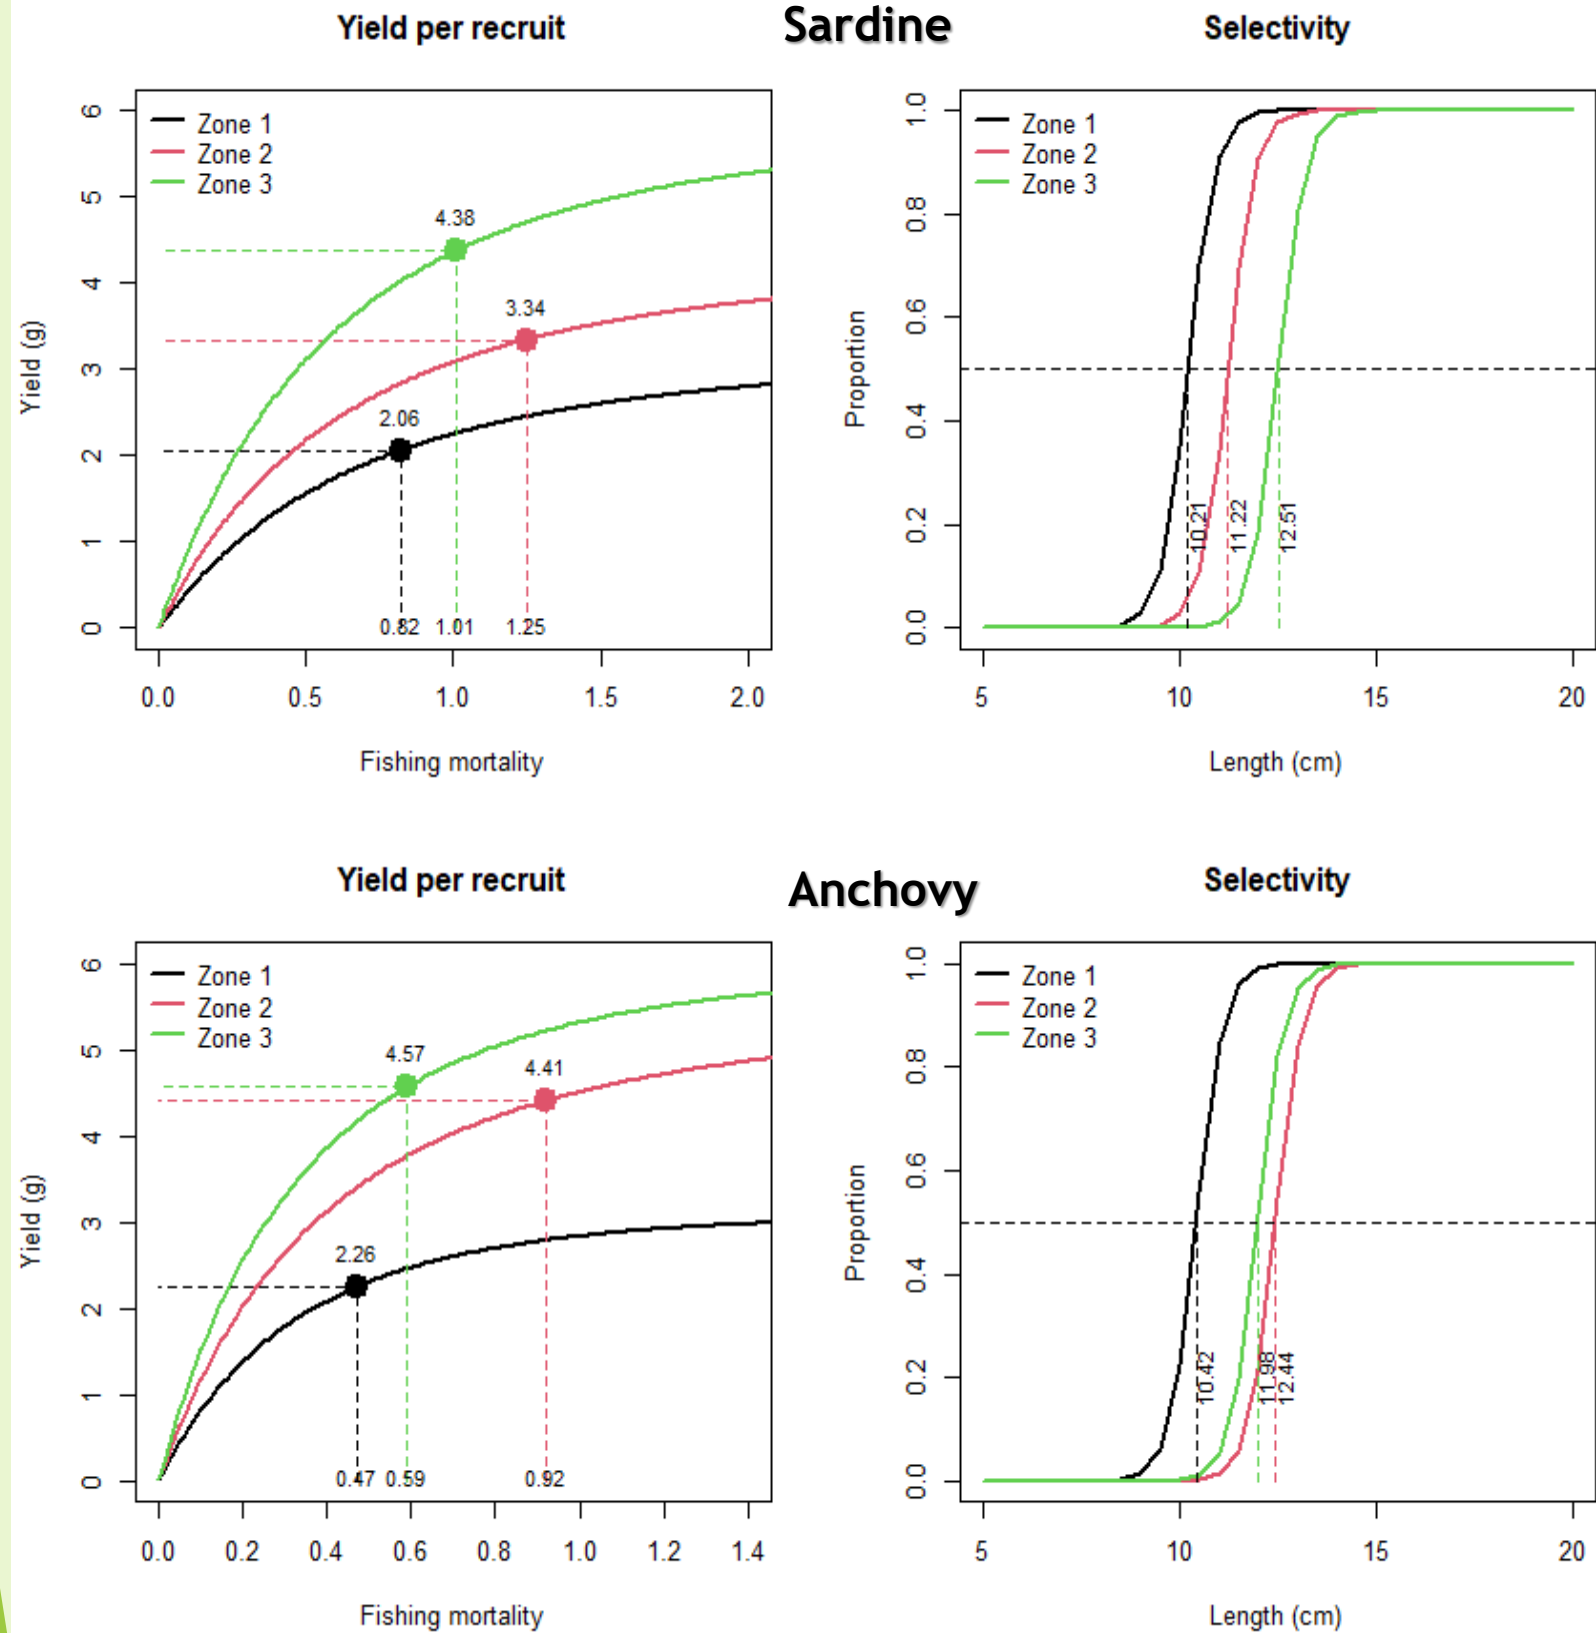 Sardine
Yield per recruit
Zone 1
Zone 2
Zone 3
6
5
4
3
2
1
0
Yield (g)
4.38
3.34
2.06
0.82 1.01 1.25
0.0 0.5 1.0 1.5 2.0
Fishing mortality
Selectivity
Zone 1
Zone 2
Zone 3
1.0
0.8
0.6
0.4
0.2
0.0
Proportion
10.21
11.22
12.51
5 10 15 20
Length (cm)
Anchovy
Yield per recruit
Zone 1
Zone 2
Zone 3
6
5
4
3
2
1
0
Yield (g)
4.57
4.41
2.26
0.47 0.59 0.92
0.0 0.2 0.4 0.6 0.8 1.0 1.2 1.4
Fishing mortality
Selectivity
Zone 1
Zone 2
Zone 3
1.0
0.8
0.6
0.4
0.2
0.0
Proportion
10.42
11.98
12.44
5 10 15 20
Length (cm)